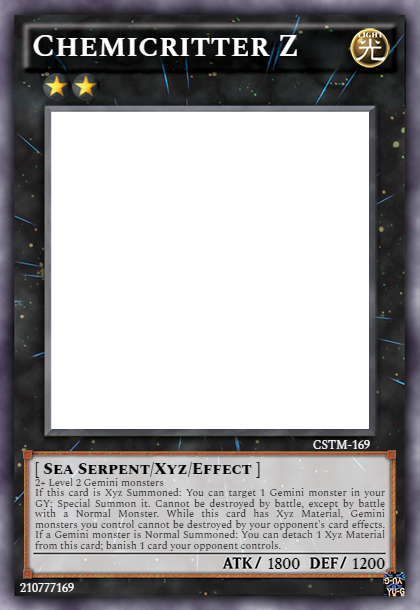 Chemicritter Z
LIGHT
光
CSTM-169
[ Sea Serpent/Xyz/Effect ]
2+ Level 2 Gemini monsters
If this card is Xyz Summoned: You can target 1 Gemini monster in your
GY; Special Summon it. Cannot be destroyed by battle, except by battle
with a Normal Monster. While this card has Xyz Material, Gemini
monsters you control cannot be destroyed by your opponent's card effects.
If a Gemini monster is Normal Summoned: You can detach 1 Xyz Material
from this card; banish 1 card your opponent controls.
ATK/ 1800 DEF/ 1200
210777169